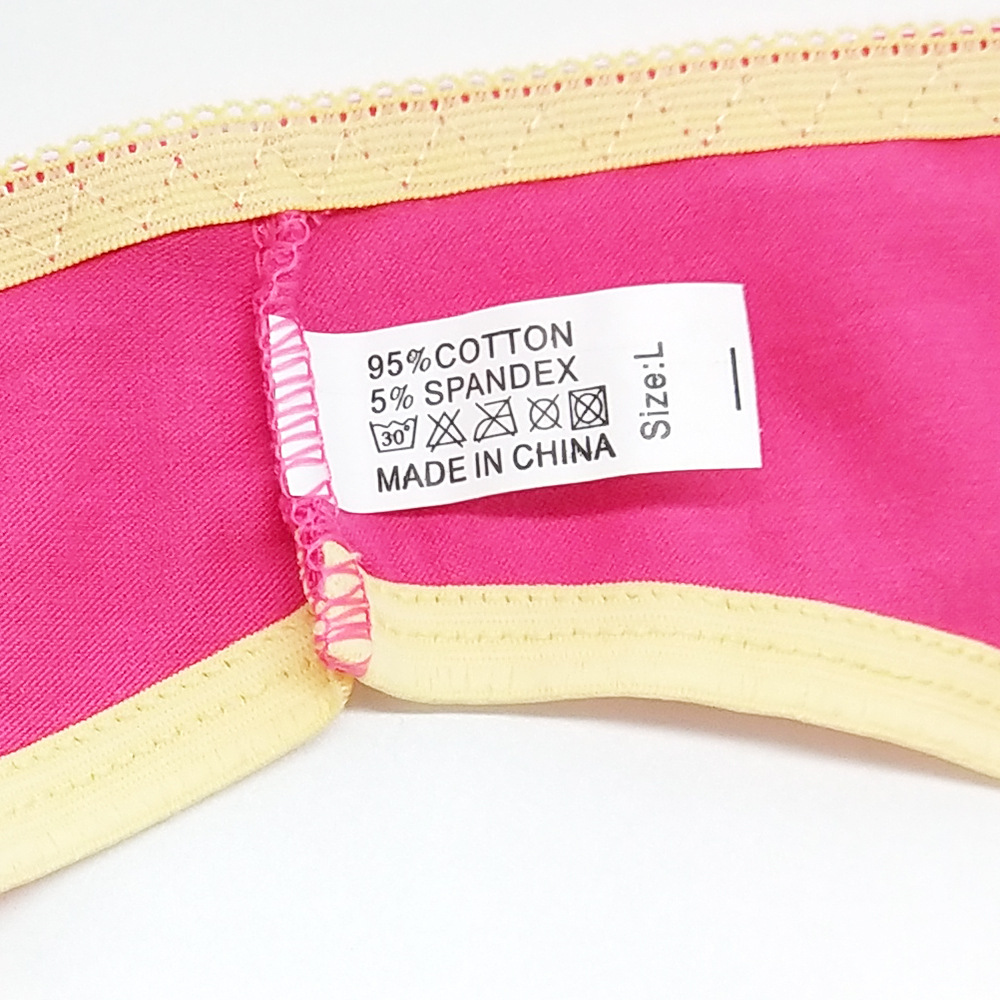 95%COTTON
5% SPANDEX
30°
MADE IN CHINA
Size:L